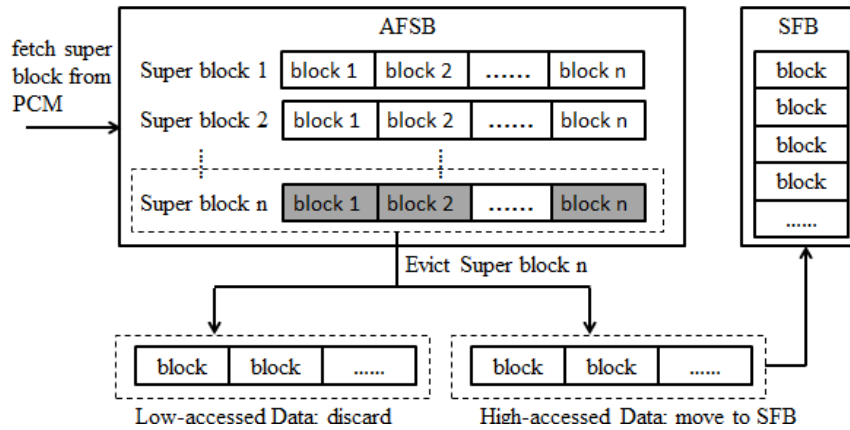 AFSB
SFB
fetch super
block from
PCM
Super block 1 block 1 block 2 ...... block n
Super block 2 block 1 block 2 ...... block n
Super block n block 1 block 2 ...... block n
block
block
block
block
......
Evict Super block n
block block ......
block block ......
Low-accessed Data: discard
High-accessed Data: move to SFB